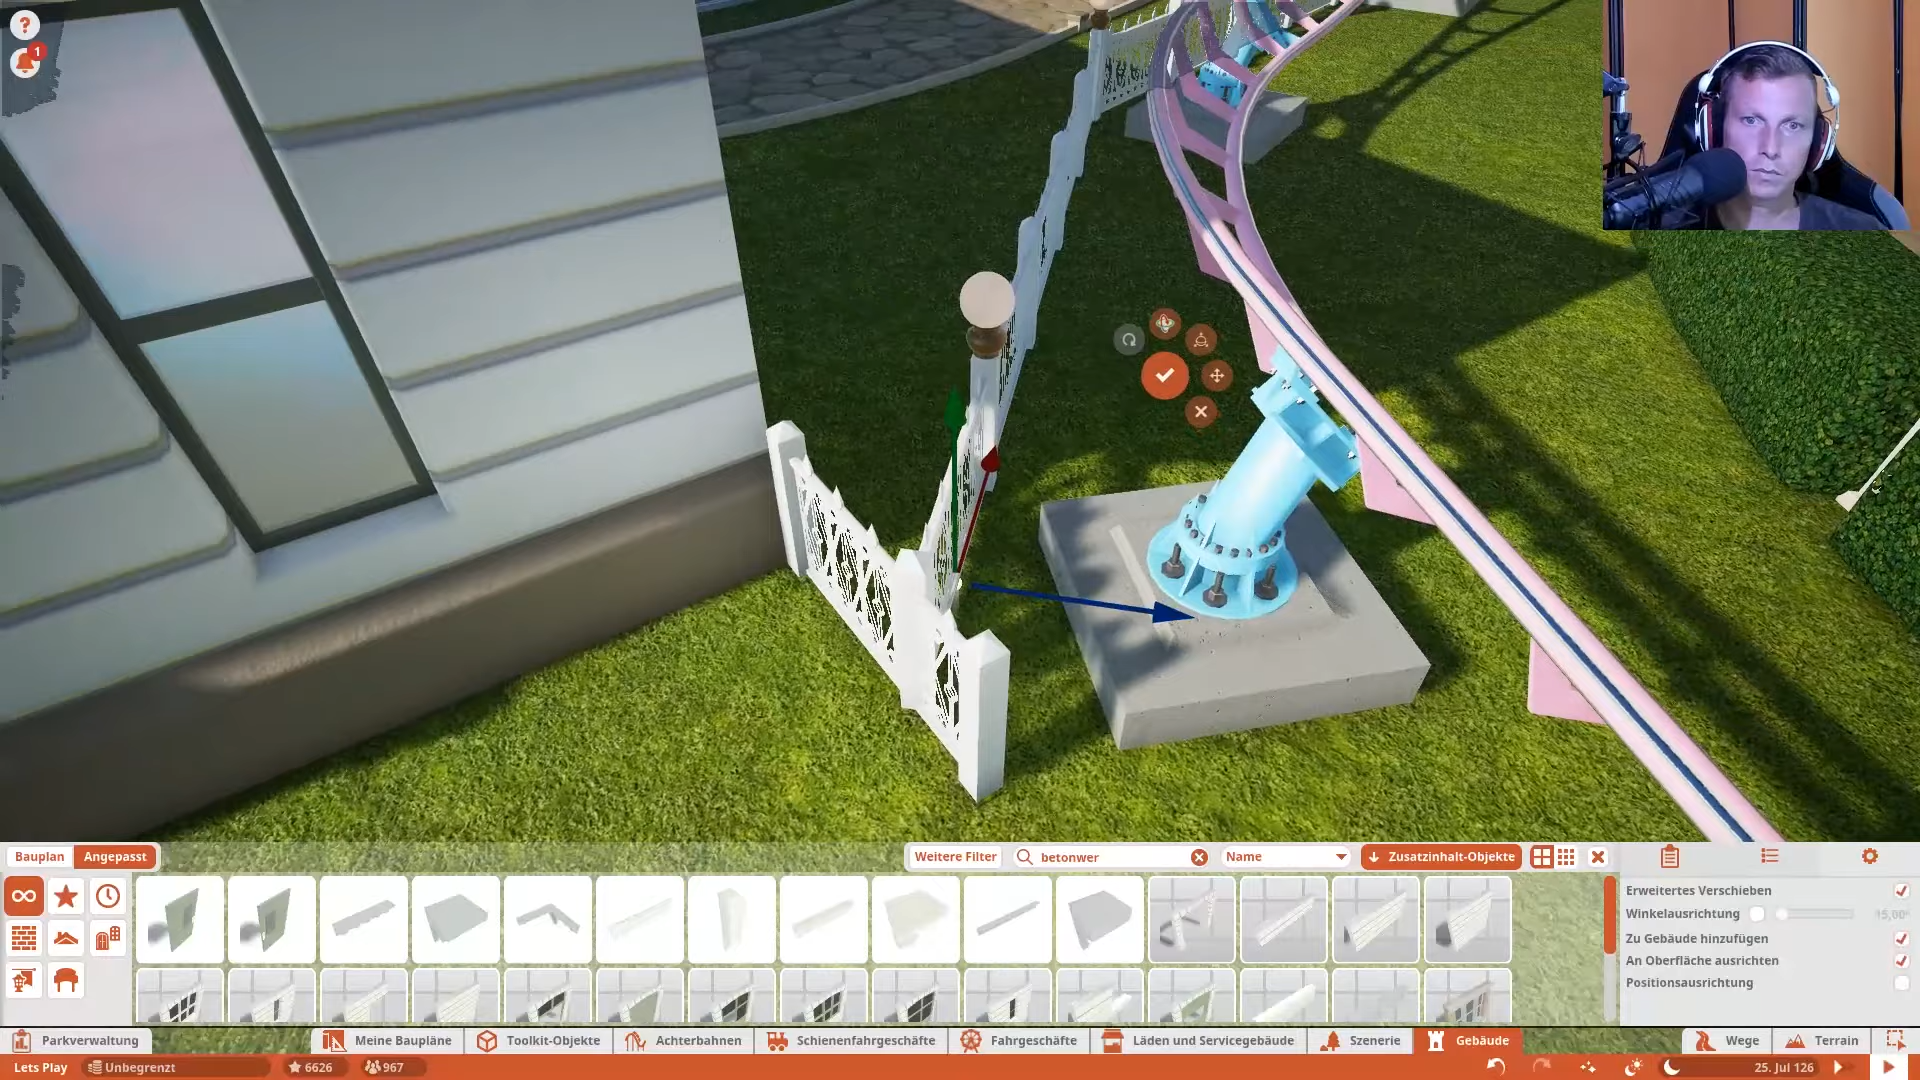 ?
1
Bauplan
Angepasst
Weitere Filter
betonwer
Name
Zusatzinhalt-Objekte
Erweitertes Verschieben
Winkelausrichtung
15,00°
Zu Gebäude hinzufügen
An Oberfläche ausrichten
Positionsausrichtung
Parkverwaltung
Meine Baupläne
Toolkit-Objekte
Achterbahnen
Schienenfahrgeschäfte
Fahrgeschäfte
Läden und Servicegebäude
Szenerie
Gebäude
Wege
Terrain
Lets Play
Unbegrenzt
6626
967
25. Jul 126